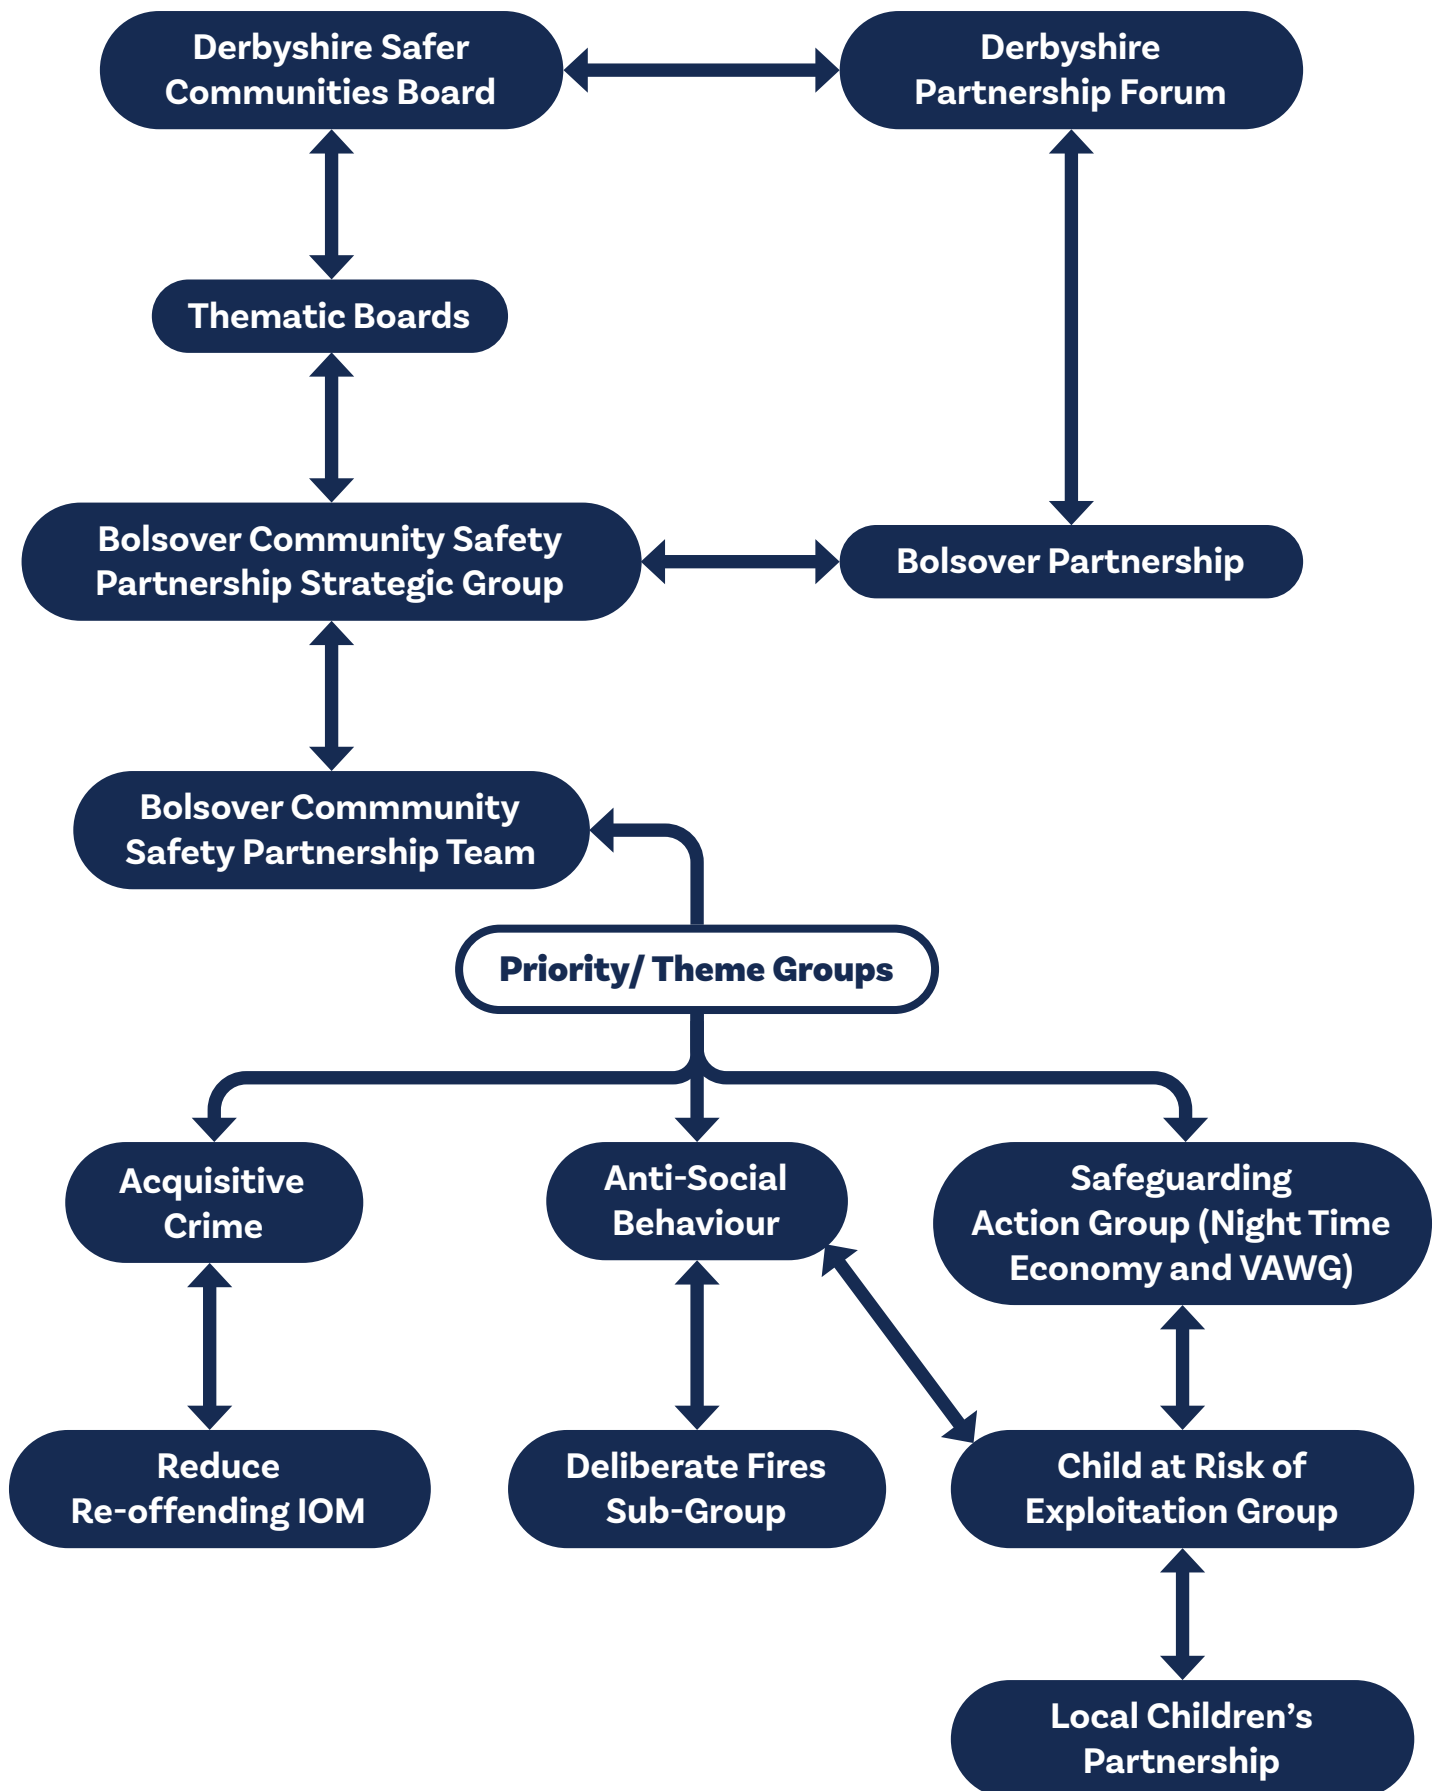 Derbyshire Safer
Communities Board
Derbyshire
Partnership Forum
Thematic Boards
Bolsover Community Safety
Partnership Strategic Group
Bolsover Partnership
Bolsover Commmunity
Safety Partnership Team
Priority/ Theme Groups
Acquisitive
Crime
Anti-Social
Behaviour
Safeguarding
Action Group (Night Time
Economy and VAWG)
Reduce
Re-offending IOM
Deliberate Fires
Sub-Group
Child at Risk of
Exploitation Group
Local Children’s
Partnership